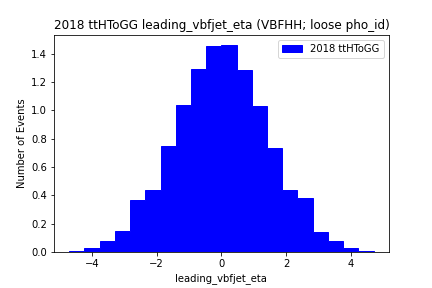 2018 ttHToGG leading_vbfjet_eta (VBFHH; loose pho_id)
2018 ttHToGG
Number of Events
1.4
1.2
1.0
0.8
0.6
0.4
0.2
0.0
−4 −2 0 2 4
leading_vbfjet_eta